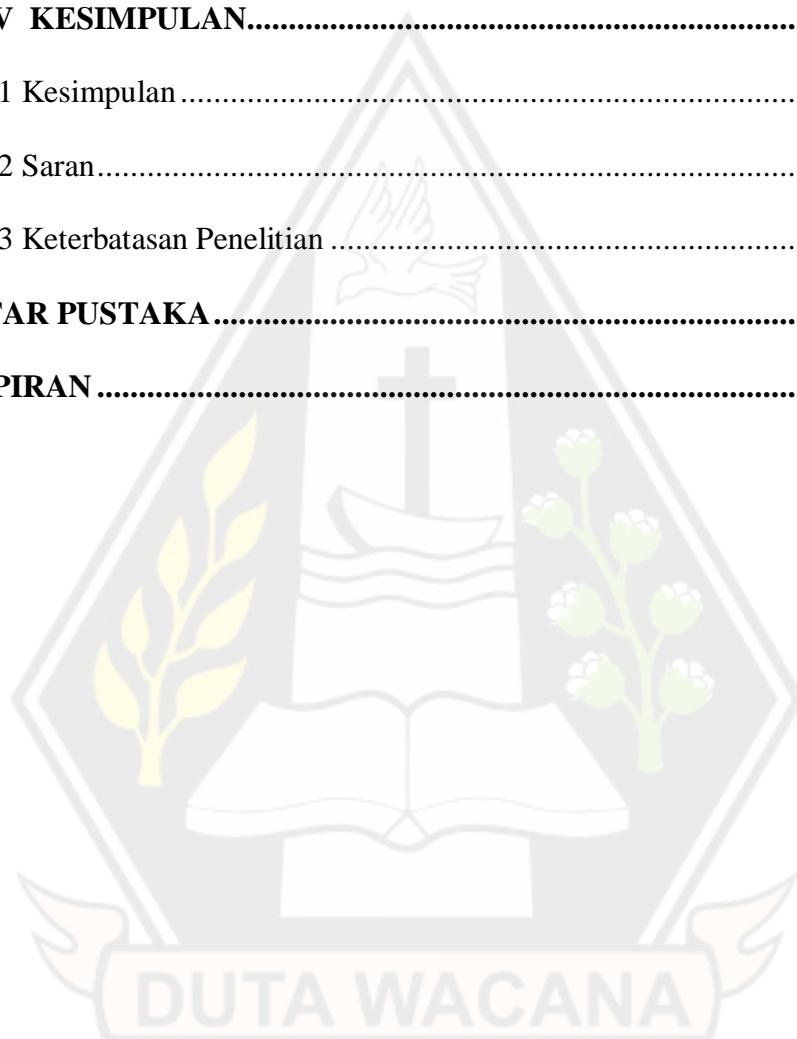 V KESIMPULAN.....................................................................
1 Kesimpulan..............................................................................
2 Saran........................................................................................
3 Keterbatasan Penelitian..........................................................
TAR PUSTAKA........................................................................
PIRAN......................................................................................
DUTA WACANA